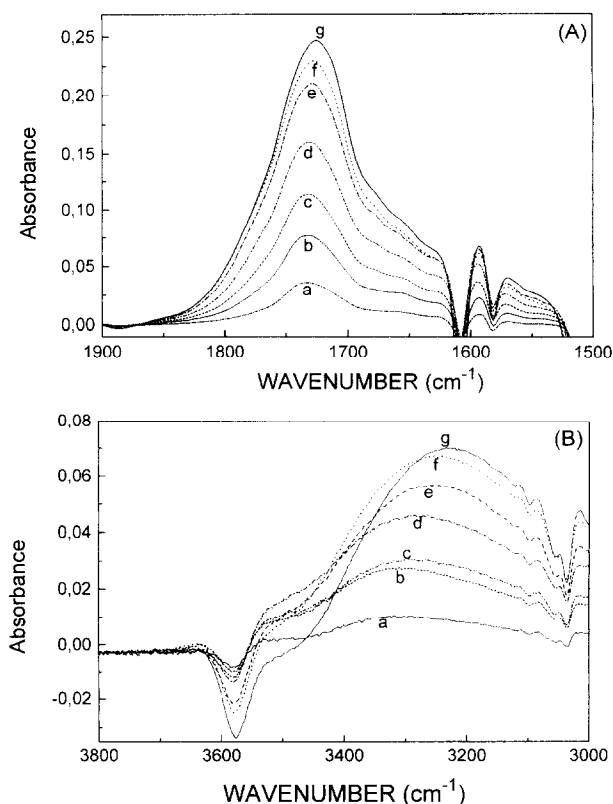 (A)
0,25
0,20
0,15
0,10
0,05
0,00
Absorbance
g
f
e
d
c
b
a
1900
1800
1700
1600
1500
WAVENUMBER (cm-1)
(B)
0,08
0,06
0,04
0,02
0,00
-0,02
Absorbance
g
f
e
d
c
b
a
3800
3600
3400
3200
3000
WAVENUMBER (cm-1)